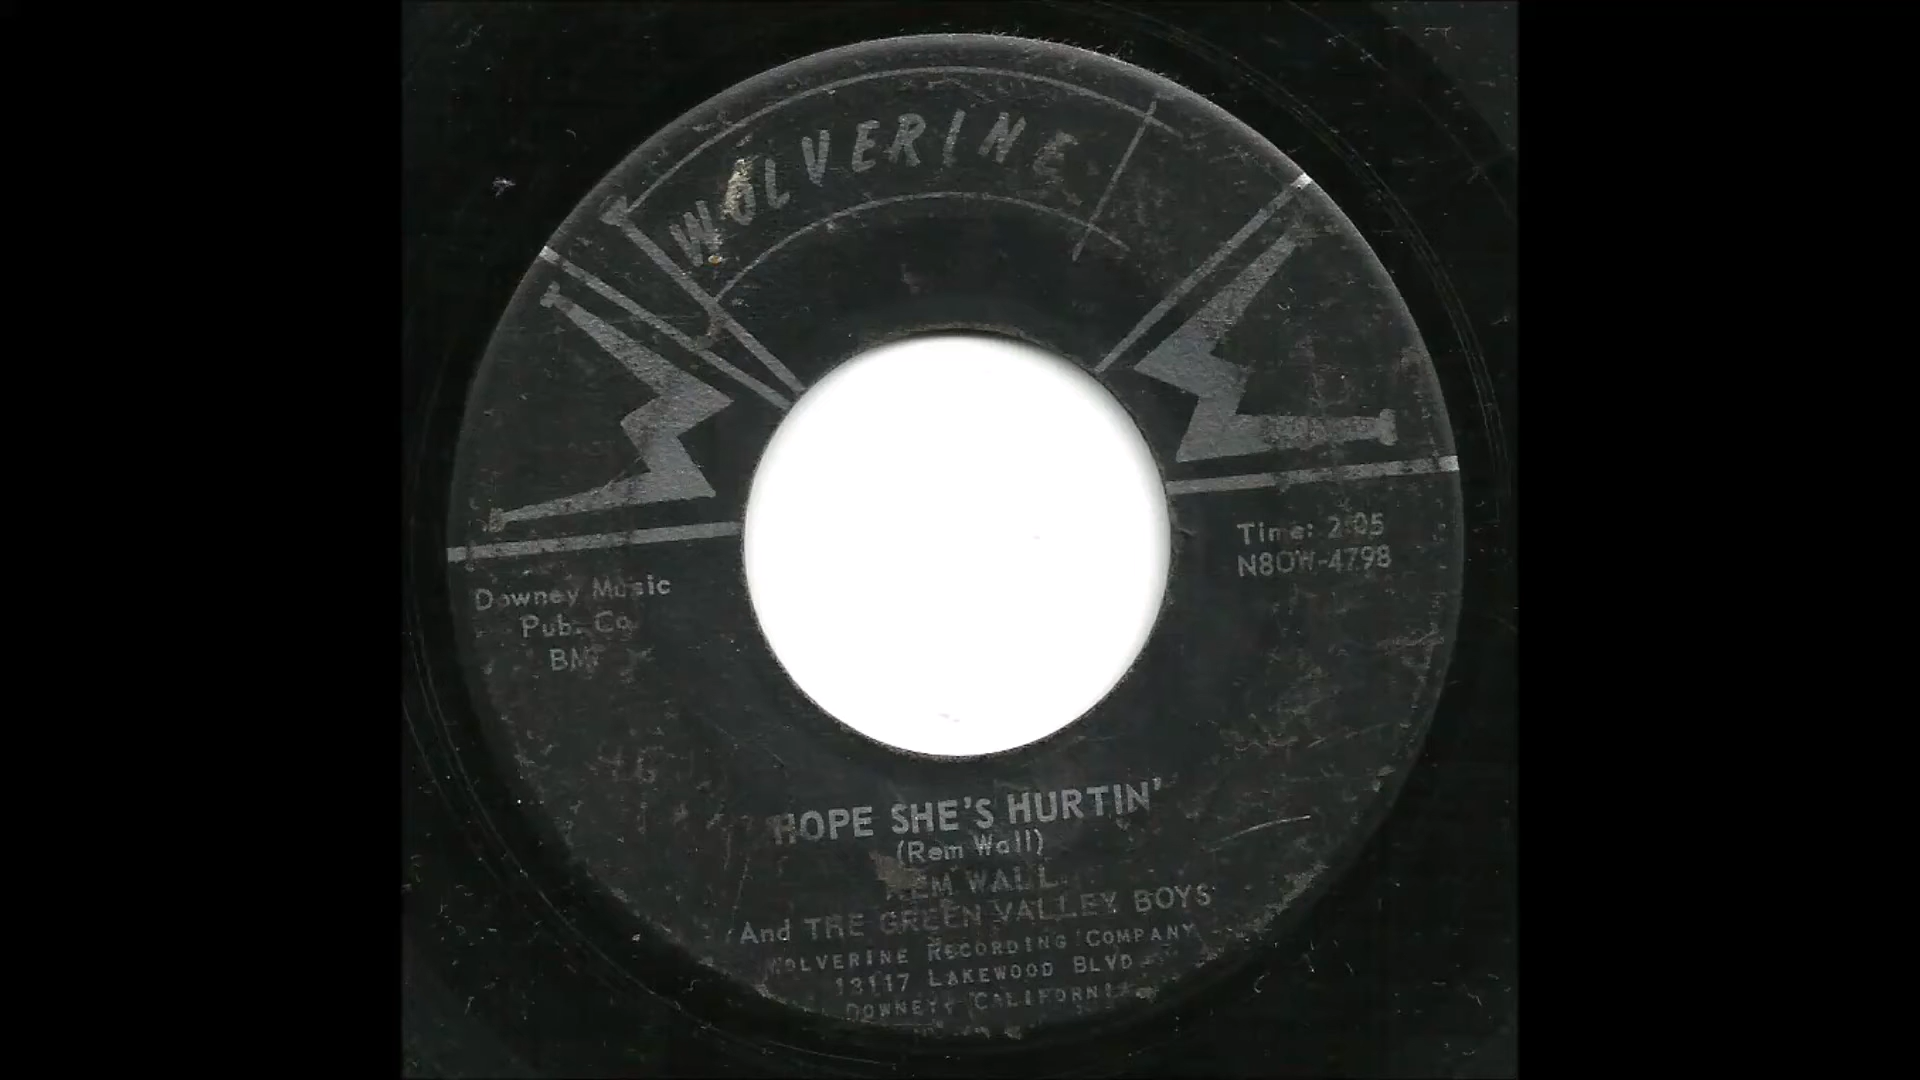 WOLVERINE
Time: 2:05
N8OW-4798
Downey Music
Pub. Co.
BMI
HOPE SHE'S HURTIN'
(Rem Wall)
REM WALL
And THE GREEN VALLEY BOYS
WOLVERINE RECORDING COMPANY
13117 LAKEWOOD BLVD.
DOWNEY, CALIFORNIA